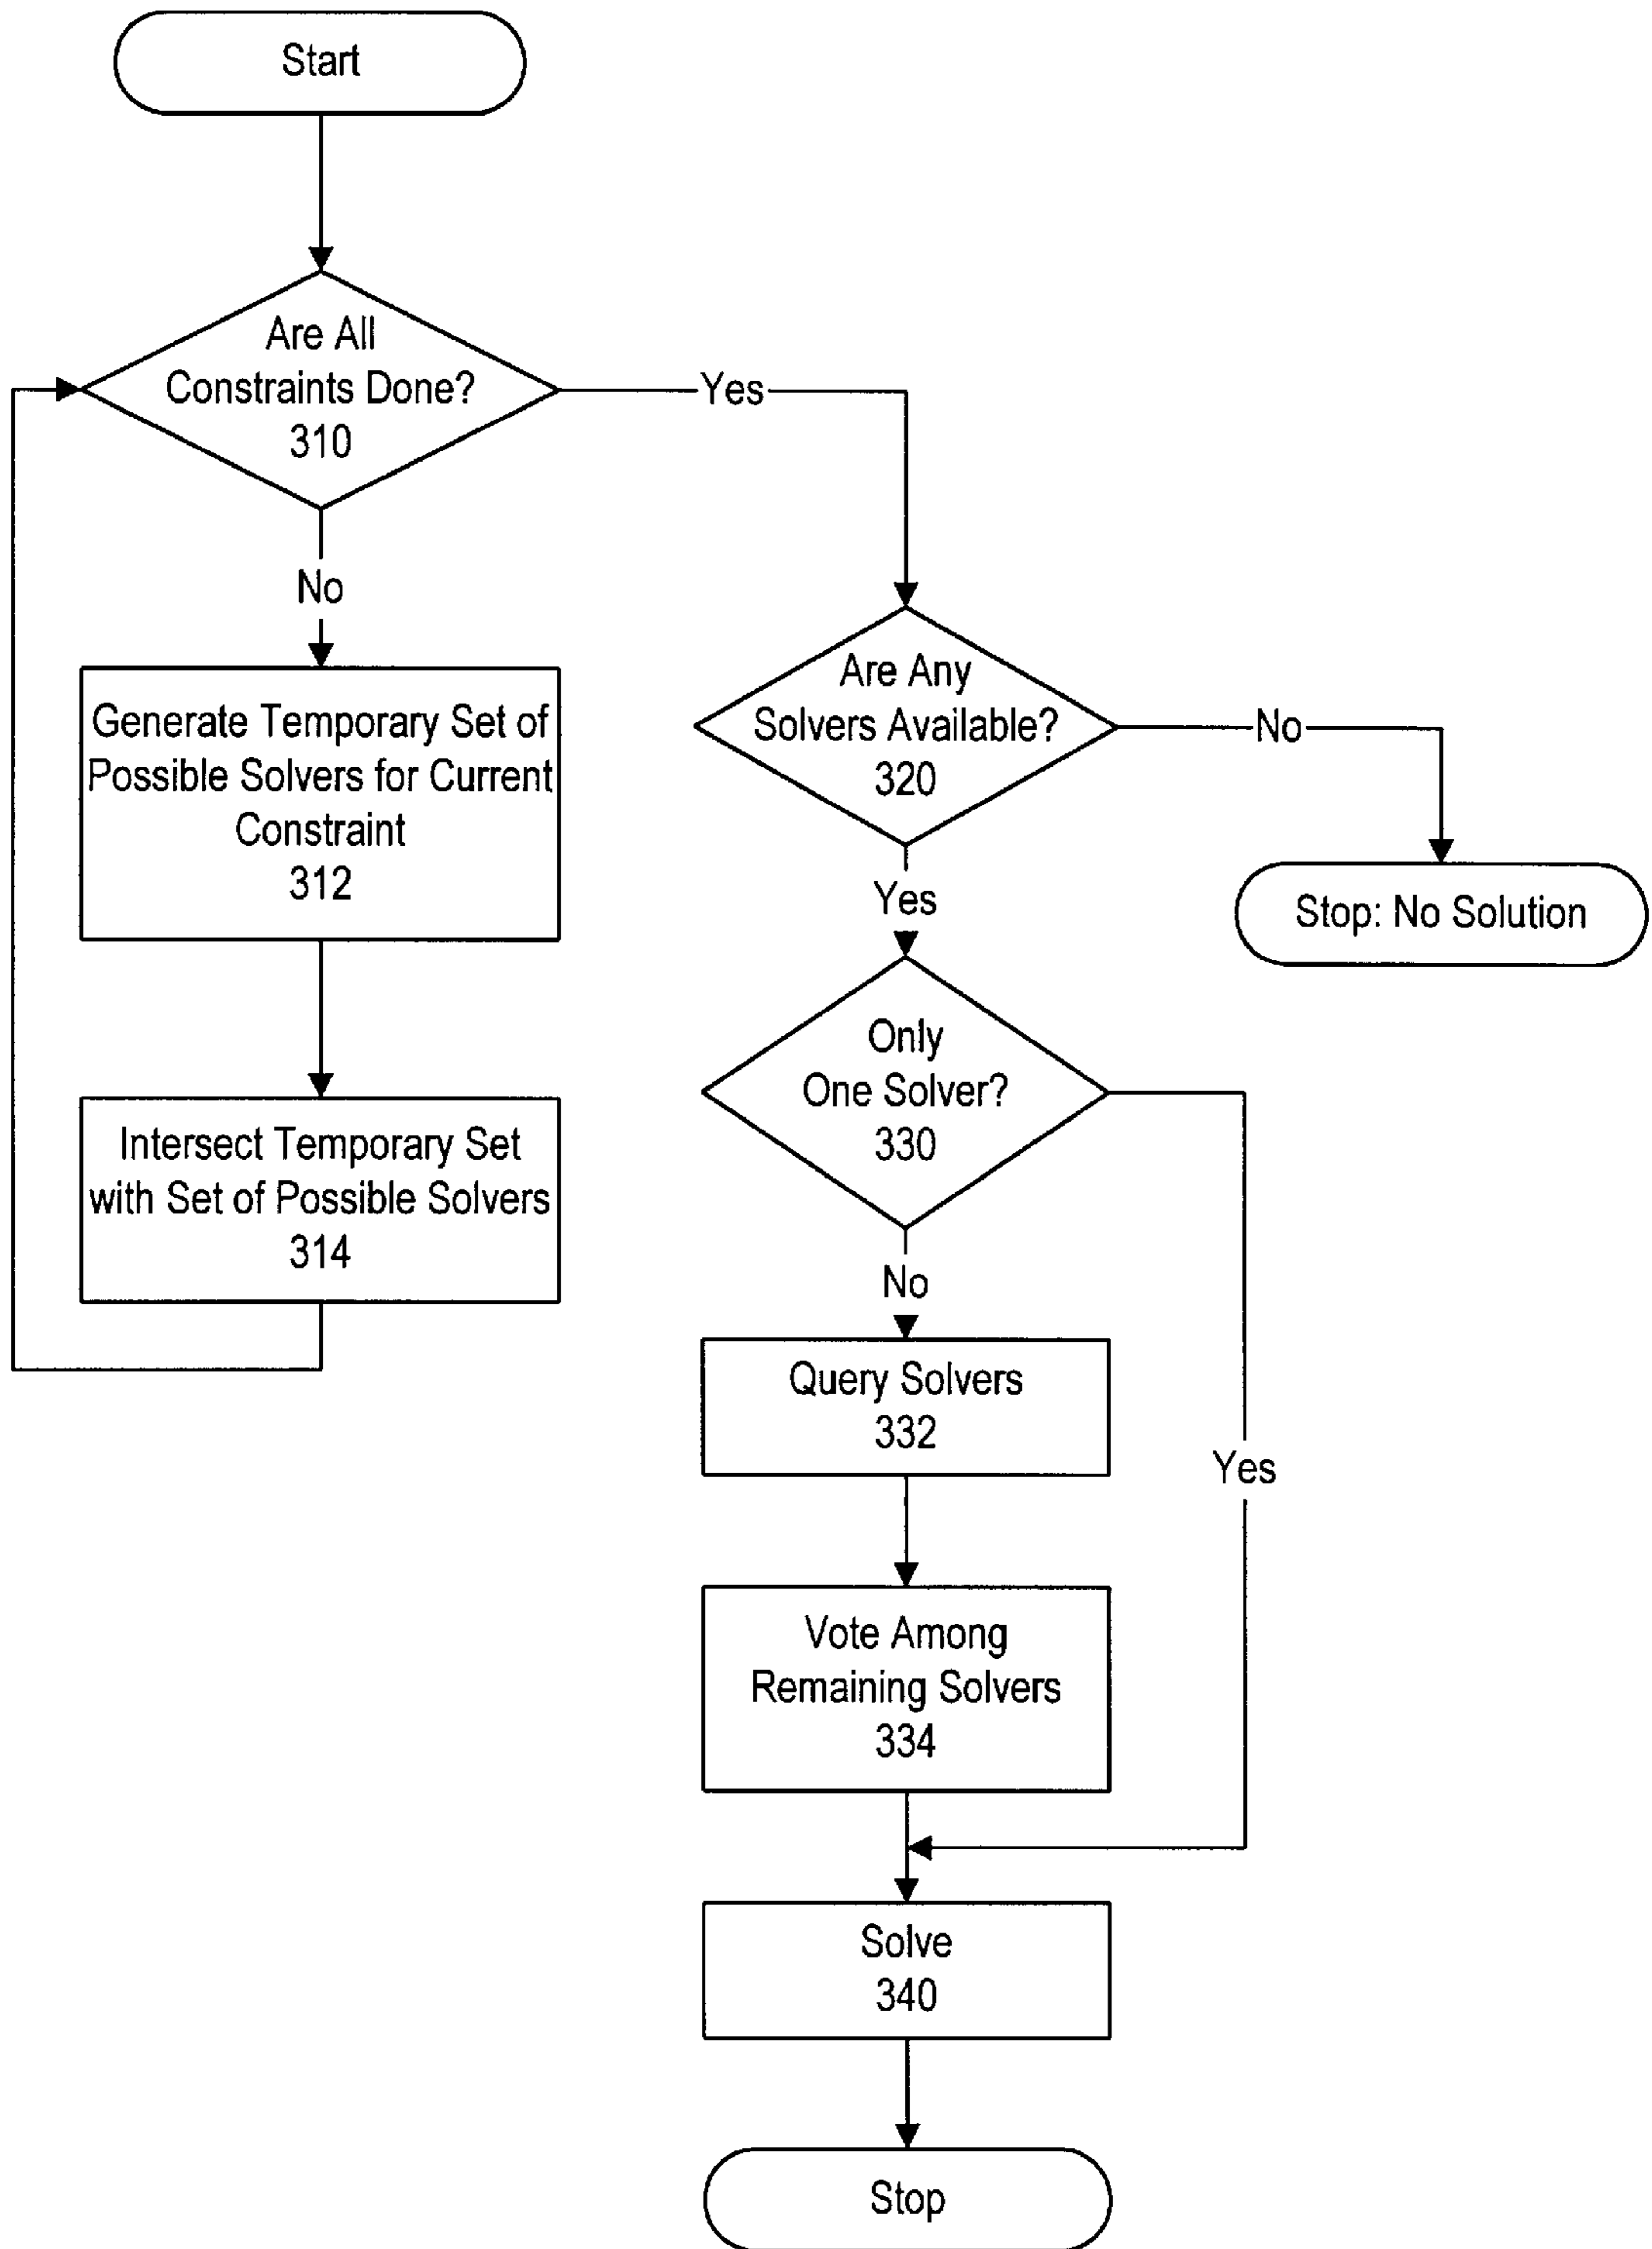 Start
Are All
Constraints Done?
310
Yes
No
Generate Temporary Set of
Possible Solvers for Current
Constraint
312
Intersect Temporary Set
with Set of Possible Solvers
314
Are Any
Solvers Available?
320
No
Stop: No Solution
Yes
Only
One Solver?
330
No
Yes
Query Solvers
332
Vote Among
Remaining Solvers
334
Solve
340
Stop